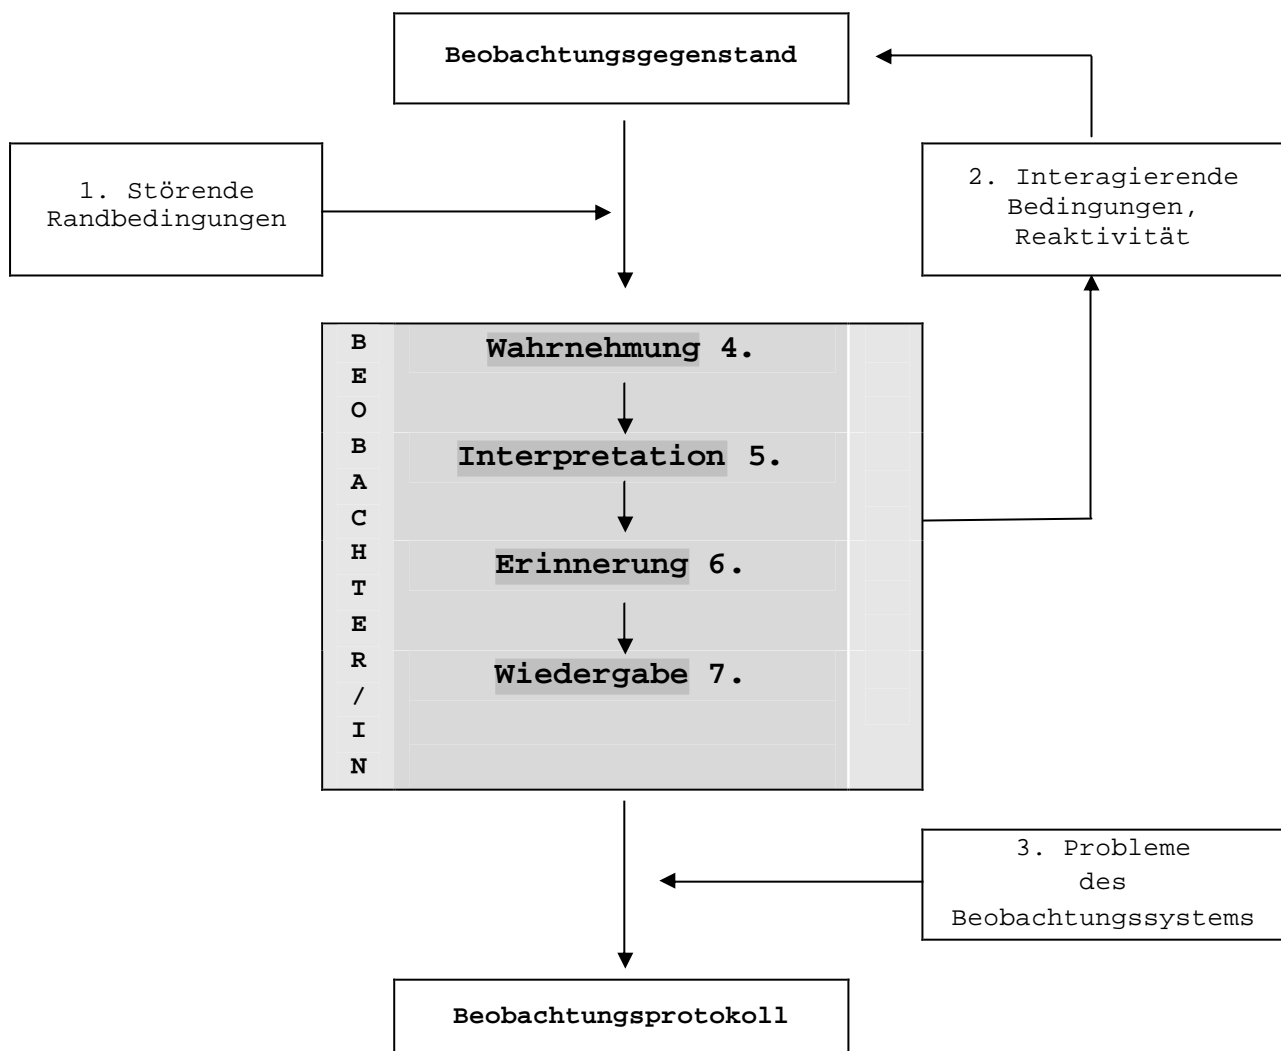 Beobachtungsgegenstand
1. Störende
Randbedingungen
2. Interagierende
Bedingungen,
Reaktivität
B
E
O
B
A
C
H
T
E
R
/
I
N
Wahrnehmung 4.
Interpretation 5.
Erinnerung 6.
Wiedergabe 7.
3. Probleme
des
Beobachtungssystems
Beobachtungsprotokoll